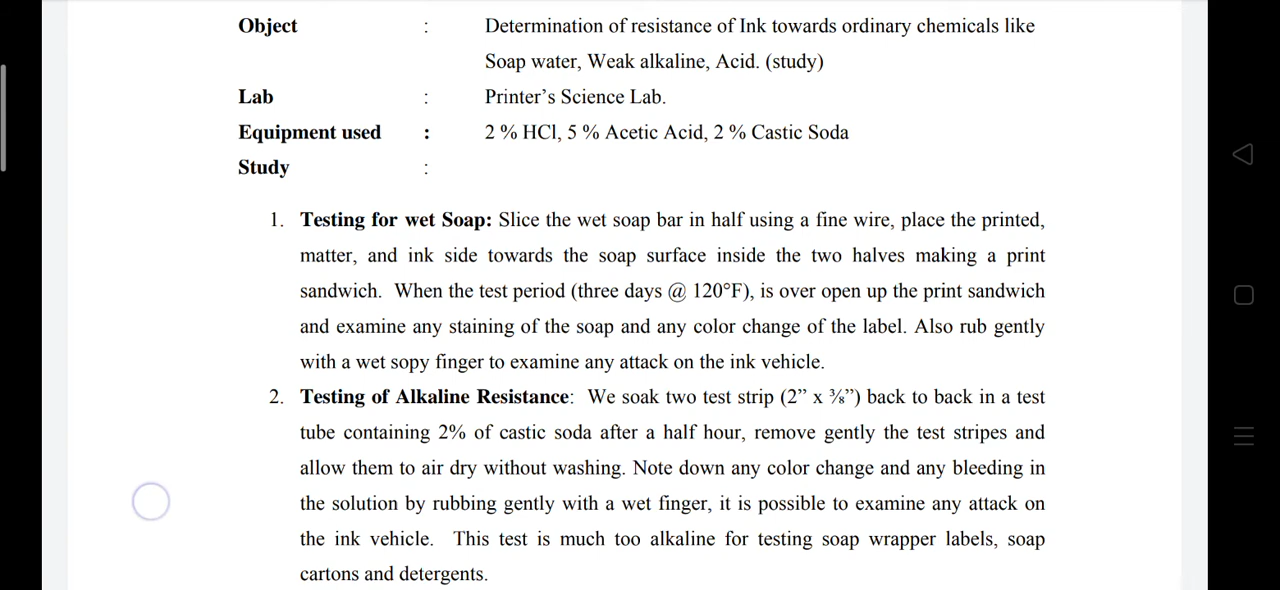 Object : Determination of resistance of Ink towards ordinary chemicals like
Soap water, Weak alkaline, Acid. (study)
Lab : Printer’s Science Lab.
Equipment used : 2 % HCl, 5 % Acetic Acid, 2 % Castic Soda
Study :
1. Testing for wet Soap: Slice the wet soap bar in half using a fine wire, place the printed,
matter, and ink side towards the soap surface inside the two halves making a print
sandwich. When the test period (three days @ 120°F), is over open up the print sandwich
and examine any staining of the soap and any color change of the label. Also rub gently
with a wet sopy finger to examine any attack on the ink vehicle.
2. Testing of Alkaline Resistance: We soak two test strip (2” x ⅜”) back to back in a test
tube containing 2% of castic soda after a half hour, remove gently the test stripes and
allow them to air dry without washing. Note down any color change and any bleeding in
the solution by rubbing gently with a wet finger, it is possible to examine any attack on
the ink vehicle. This test is much too alkaline for testing soap wrapper labels, soap
cartons and detergents.